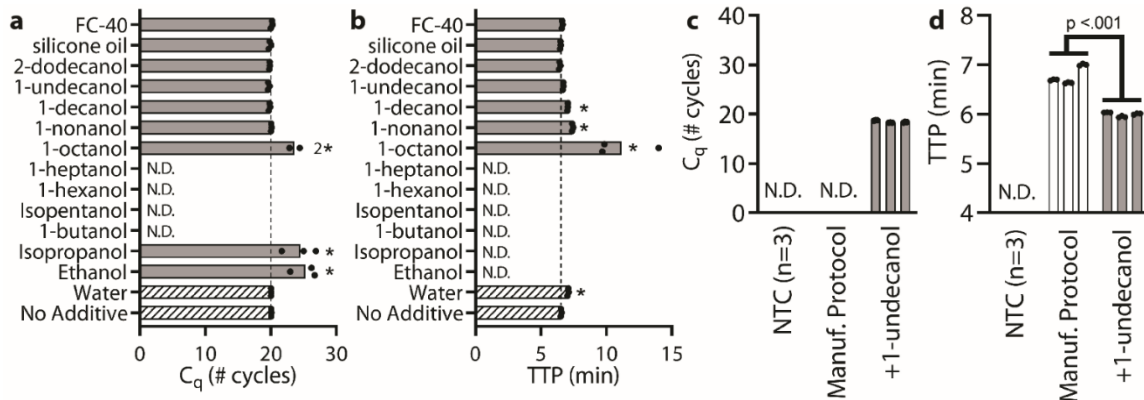 a
FC-40
silicone oil
2-dodecanol
1-undecanol
1-decanol
1-nonanol
1-octanol
2*
1-heptanol
N.D.
1-hexanol
N.D.
Isopentanol
N.D.
1-butanol
N.D.
Isopropanol
*
Ethanol
*
Water
No Additive
0
10
20
30
Cq (# cycles)
b
FC-40
silicone oil
2-dodecanol
1-undecanol
1-decanol
*
1-nonanol
*
1-octanol
*
1-heptanol
N.D.
1-hexanol
N.D.
Isopentanol
N.D.
1-butanol
N.D.
Isopropanol
N.D.
Ethanol
N.D.
Water
*
No Additive
0
5
10
15
TTP (min)
c
Cq (# cycles)
40
30
20
10
0
N.D.
N.D.
NTC (n=3)
Manuf. Protocol
+1-undecanol
d
TTP (min)
8
7
6
5
4
p <.001
N.D.
NTC (n=3)
Manuf. Protocol
+1-undecanol